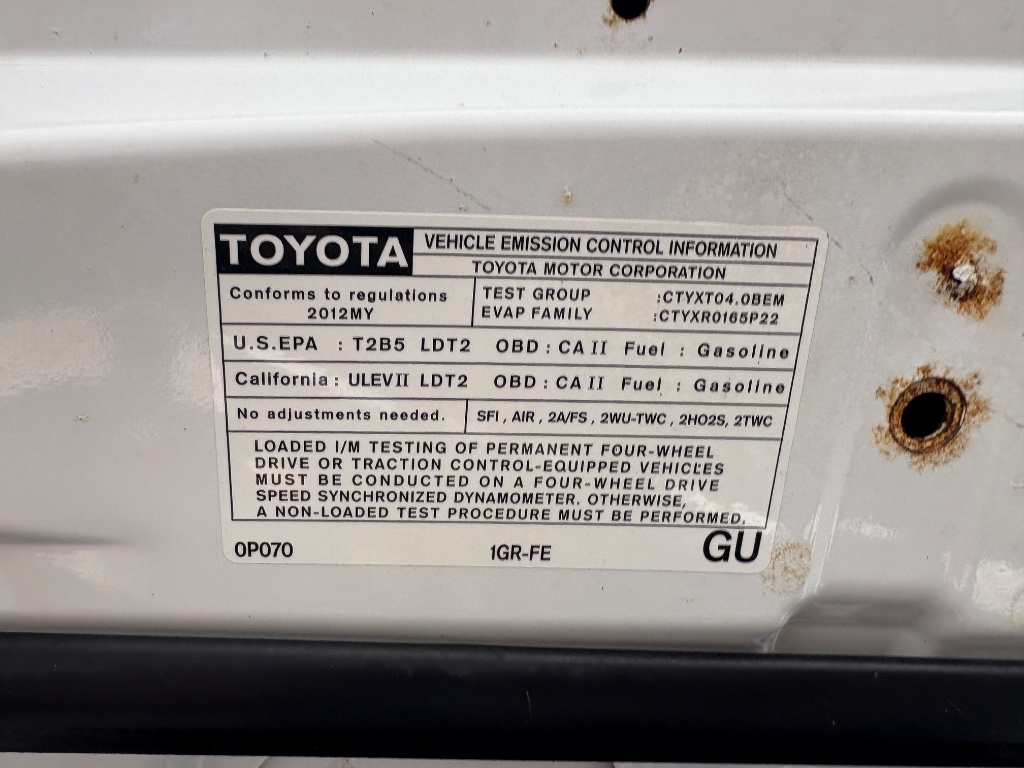 TOYOTA VEHICLE EMISSION CONTROL INFORMATION
TOYOTA MOTOR CORPORATION
Conforms to regulations
2012MY
TEST GROUP :CTYXT04.0BEM
EVAP FAMILY :CTYXR0165P22
U.S.EPA : T2B5 LDT2 OBD : CA II Fuel : Gasoline
California : ULEV II LDT2 OBD : CA II Fuel : Gasoline
No adjustments needed. SFI , AIR , 2A/FS , 2WU-TWC , 2HO2S, 2TWC
LOADED I/M TESTING OF PERMANENT FOUR-WHEEL
DRIVE OR TRACTION CONTROL-EQUIPPED VEHICLES
MUST BE CONDUCTED ON A FOUR-WHEEL DRIVE
SPEED SYNCHRONIZED DYNAMOMETER. OTHERWISE,
A NON-LOADED TEST PROCEDURE MUST BE PERFORMED.
0P070 1GR-FE GU